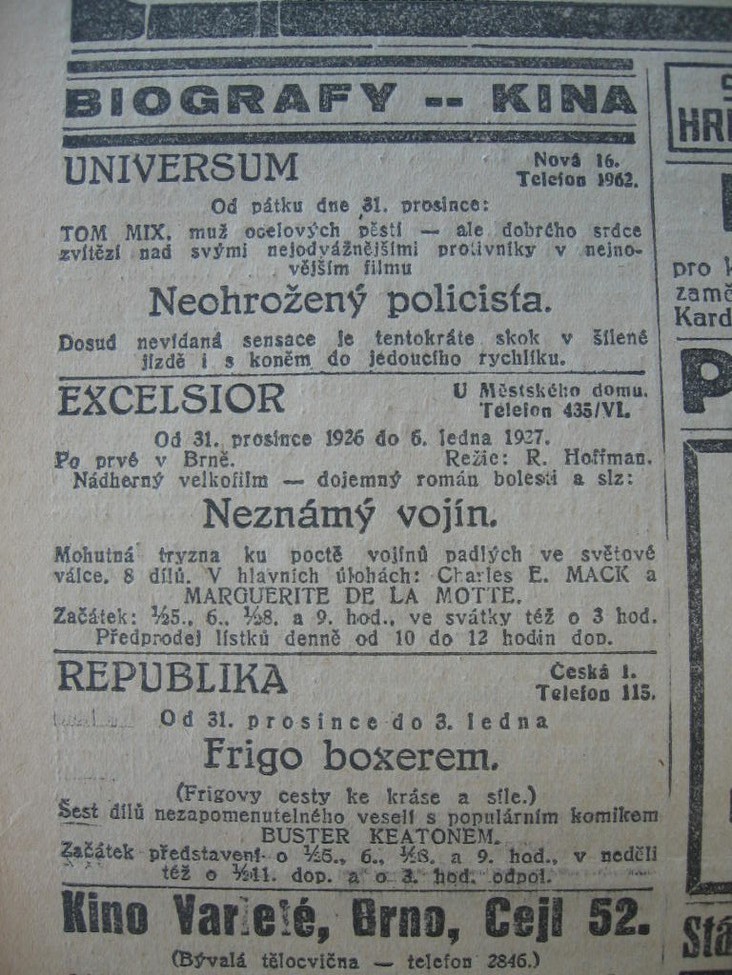 BIOGRAFY -- KINA
UNIVERSUM
Nová 16.
Telefon 1962.
Od pátku dne 31. prosince:
TOM MIX, muž ocelových pěstí — ale dobrého srdce
zvítězí nad svými nejodvážnějšími protivníky v nejno-
vějším filmu
Neohrožený policista.
Dosud nevídaná sensace je tentokráte skok v šílené
jízdě i s koněm do jedoucího rychlíku.
EXCELSIOR
U Městského domu.
Telefon 435/VI.
Od 31. prosince 1926 do 6. ledna 1927.
Po prvé v Brně. Režie: R. Hoffman.
Nádherný velkofilm — dojemný román bolesti a slz:
Neznámý vojín.
Mohutná tryzna ku poctě vojínů padlých ve světové
válce. 8 dílů. V hlavních úlohách: Charles E. MACK a
MARGUERITE DE LA MOTTE.
Začátek: ½5., 6., ½8. a 9. hod., ve svátky též o 3 hod.
Předprodej lístků denně od 10 do 12 hodin dop.
REPUBLIKA
Česká 1.
Telefon 115.
Od 31. prosince do 3. ledna
Frigo boxerem.
(Frigovy cesty ke kráse a síle.)
Šest dílů nezapomenutelného veselí s populárním komikem
BUSTER KEATONEM.
Začátek představení o ½5., 6., ½8. a 9. hod., v neděli
též o ½11. dop. a o 3. hod. odpol.
Kino Varieté, Brno, Cejl 52.
(Bývalá tělocvična — telefon 2846.)
pro
Kard